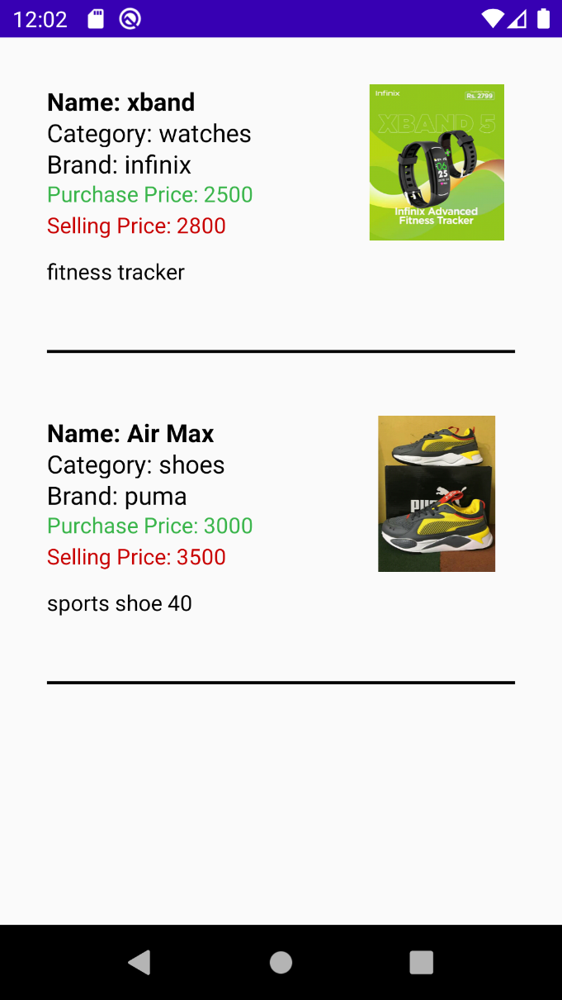 12:02
Name: xband
Category: watches
Brand: infinix
Purchase Price: 2500
Selling Price: 2800
fitness tracker
Infinix
Rs. 2799
XBAND 5
06
25
Infinix Advanced
Fitness Tracker
Name: Air Max
Category: shoes
Brand: puma
Purchase Price: 3000
Selling Price: 3500
sports shoe 40